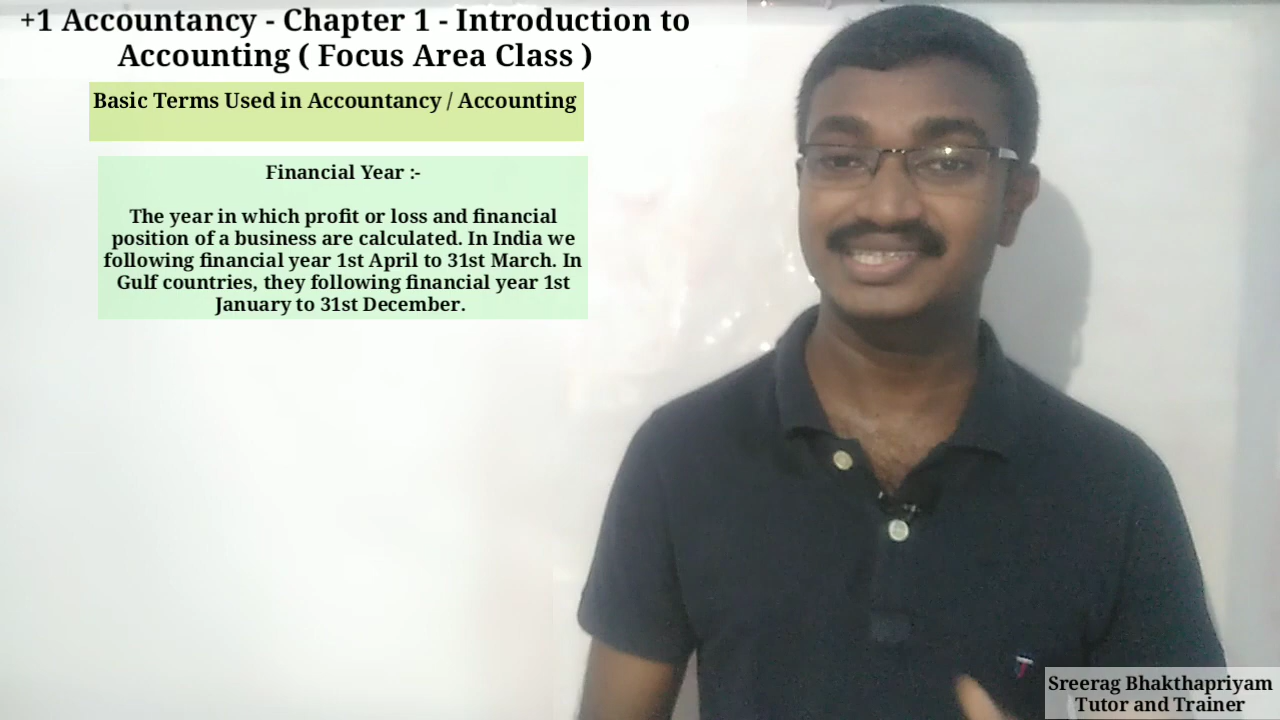 +1 Accountancy - Chapter 1 - Introduction to
Accounting ( Focus Area Class )
Basic Terms Used in Accountancy / Accounting
Financial Year :-
The year in which profit or loss and financial
position of a business are calculated. In India we
following financial year 1st April to 31st March. In
Gulf countries, they following financial year 1st
January to 31st December.
Sreerag Bhakthapriyam
Tutor and Trainer